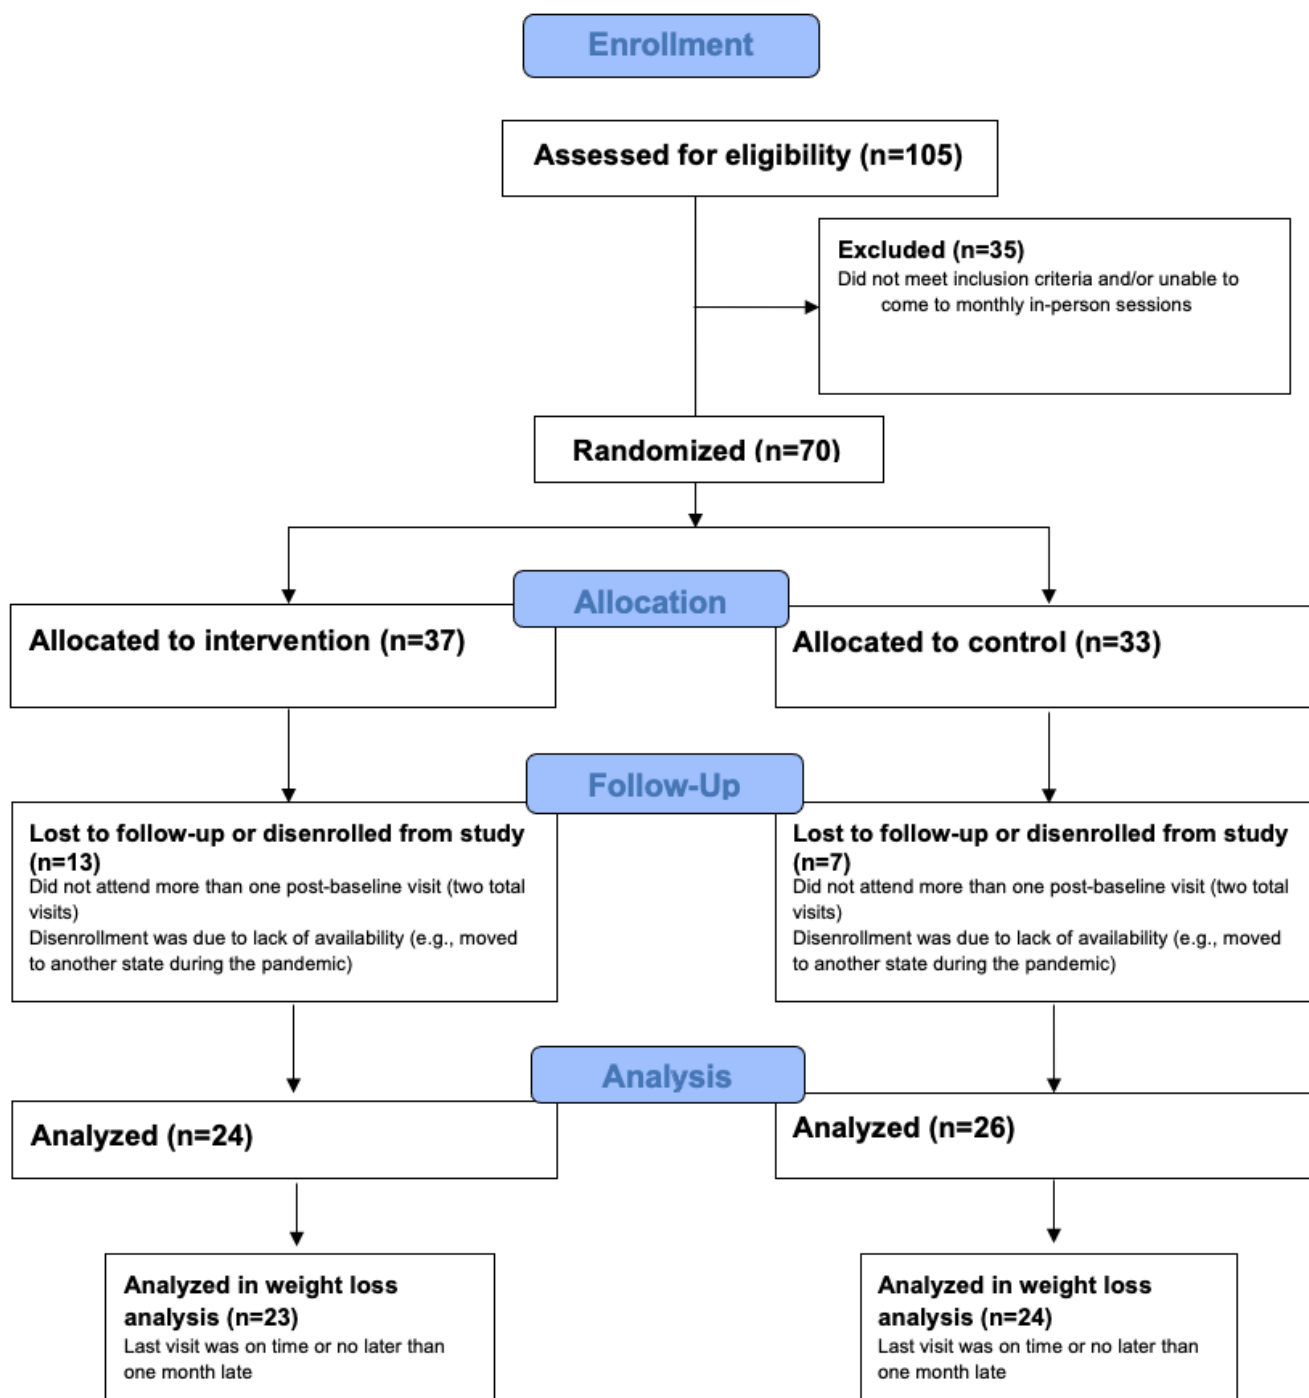 Enrollment
Assessed for eligibility (n=105)
Excluded (n=35)
Did not meet inclusion criteria and/or unable to
come to monthly in-person sessions
Randomized (n=70)
Allocation
Allocated to intervention (n=37)
Allocated to control (n=33)
Follow-Up
Lost to follow-up or disenrolled from study
(n=13)
Did not attend more than one post-baseline visit (two total
visits)
Disenrollment was due to lack of availability (e.g., moved
to another state during the pandemic)
Lost to follow-up or disenrolled from study
(n=7)
Did not attend more than one post-baseline visit (two total
visits)
Disenrollment was due to lack of availability (e.g., moved
to another state during the pandemic)
Analysis
Analyzed (n=24)
Analyzed (n=26)
Analyzed in weight loss
analysis (n=23)
Last visit was on time or no later than
one month late
Analyzed in weight loss
analysis (n=24)
Last visit was on time or no later than
one month late